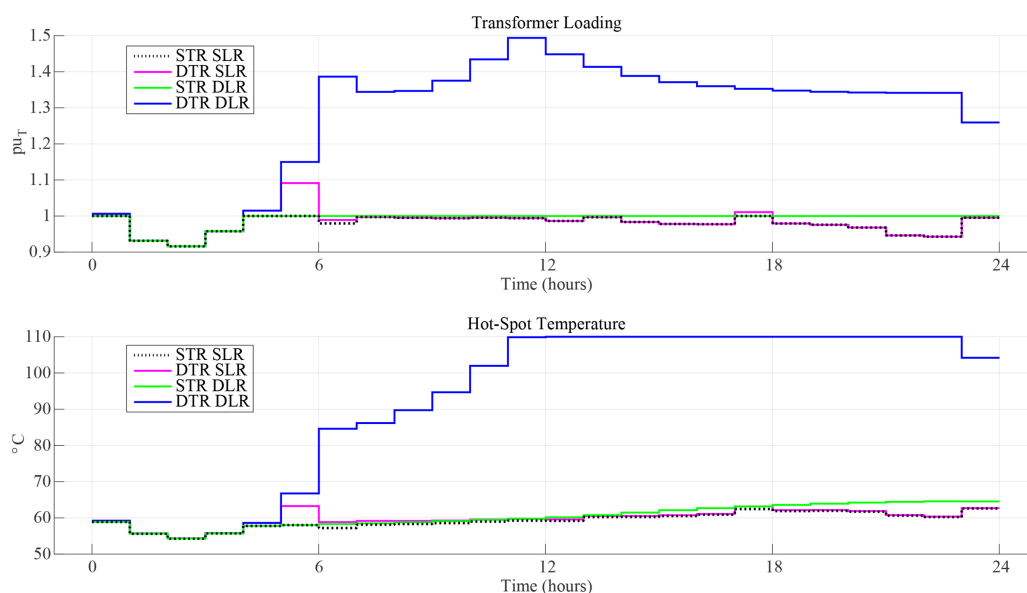 Transformer Loading
1.5
1.4
1.3
1.2
1.1
1
0.9
pu_T
STR SLR
DTR SLR
STR DLR
DTR DLR
0 6 12 18 24
Time (hours)
Hot-Spot Temperature
110
100
90
80
70
60
50
°C
STR SLR
DTR SLR
STR DLR
DTR DLR
0 6 12 18 24
Time (hours)